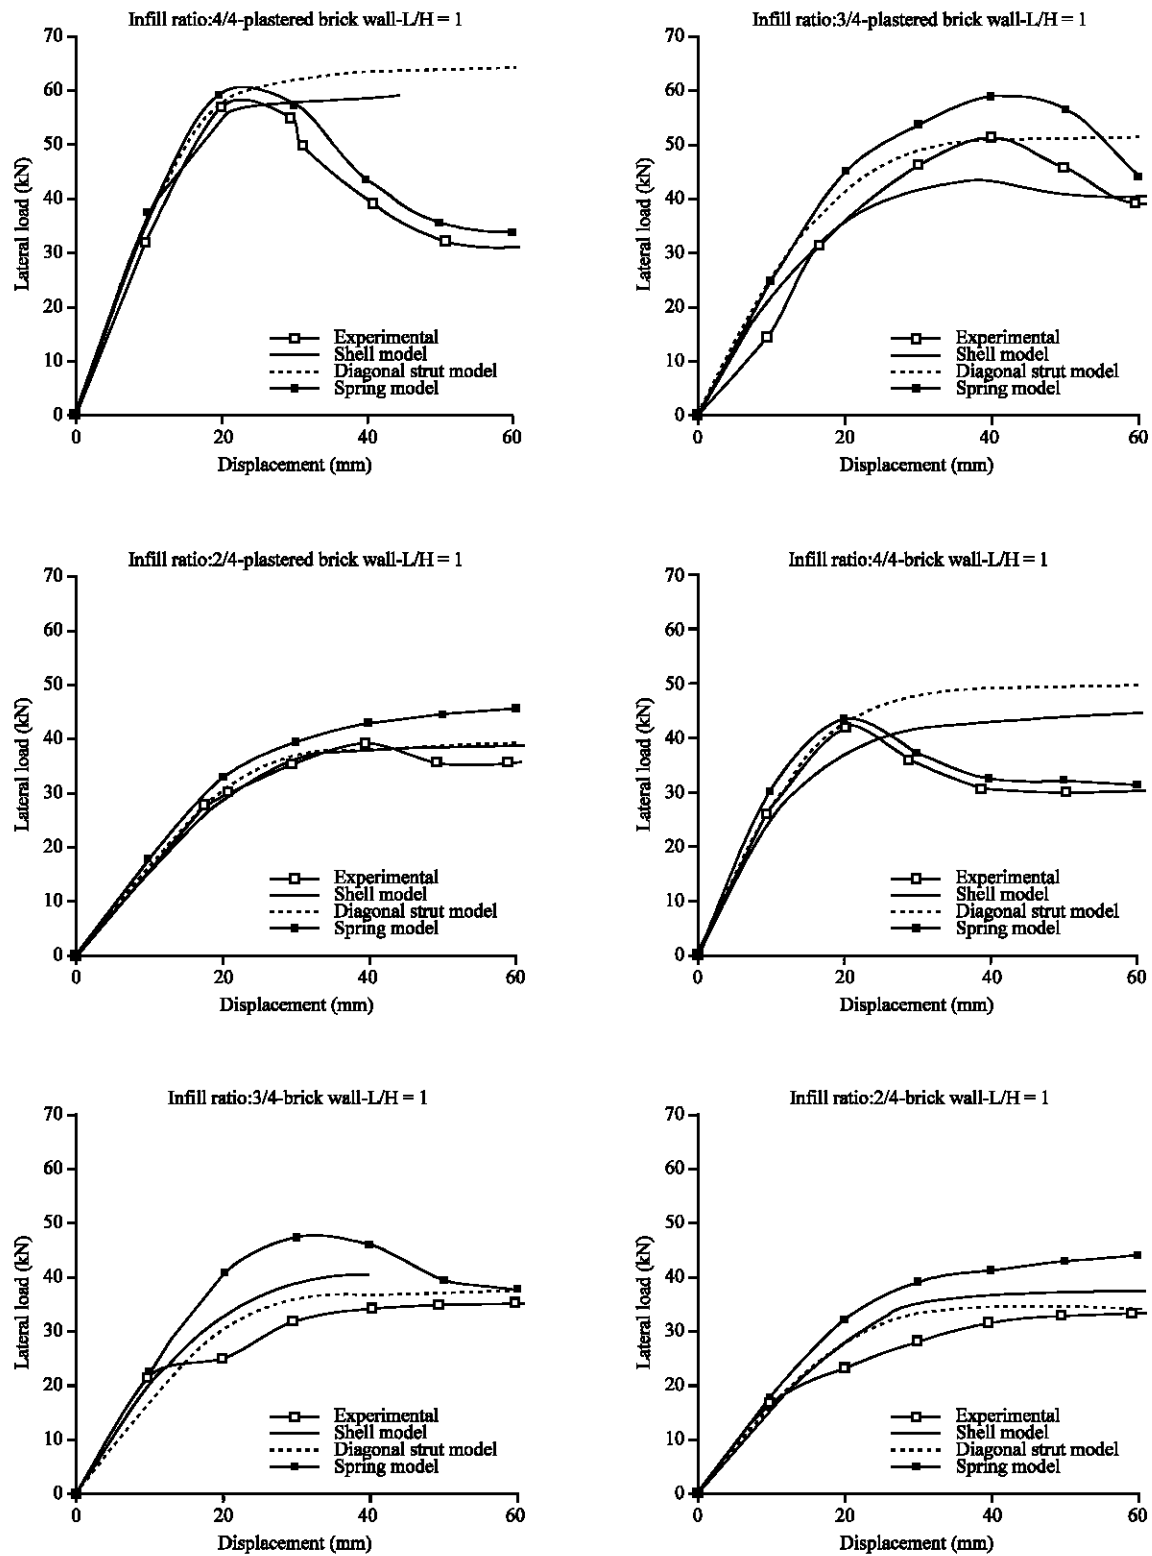 Infill ratio:4/4-plastered brick wall-L/H = 1
70
60
50
40
30
20
10
0
Lateral load (kN)
Experimental
Shell model
Diagonal strut model
Spring model
0 20 40 60
Displacement (mm)
Infill ratio:3/4-plastered brick wall-L/H = 1
70
60
50
40
30
20
10
0
Lateral load (kN)
Experimental
Shell model
Diagonal strut model
Spring model
0 20 40 60
Displacement (mm)
Infill ratio:2/4-plastered brick wall-L/H = 1
70
60
50
40
30
20
10
0
Lateral load (kN)
Experimental
Shell model
Diagonal strut model
Spring model
0 20 40 60
Displacement (mm)
Infill ratio:4/4-brick wall-L/H = 1
70
60
50
40
30
20
10
0
Lateral load (kN)
Experimental
Shell model
Diagonal strut model
Spring model
0 20 40 60
Displacement (mm)
Infill ratio:3/4-brick wall-L/H = 1
70
60
50
40
30
20
10
0
Lateral load (kN)
Experimental
Shell model
Diagonal strut model
Spring model
0 20 40 60
Displacement (mm)
Infill ratio:2/4-brick wall-L/H = 1
70
60
50
40
30
20
10
0
Lateral load (kN)
Experimental
Shell model
Diagonal strut model
Spring model
0 20 40 60
Displacement (mm)